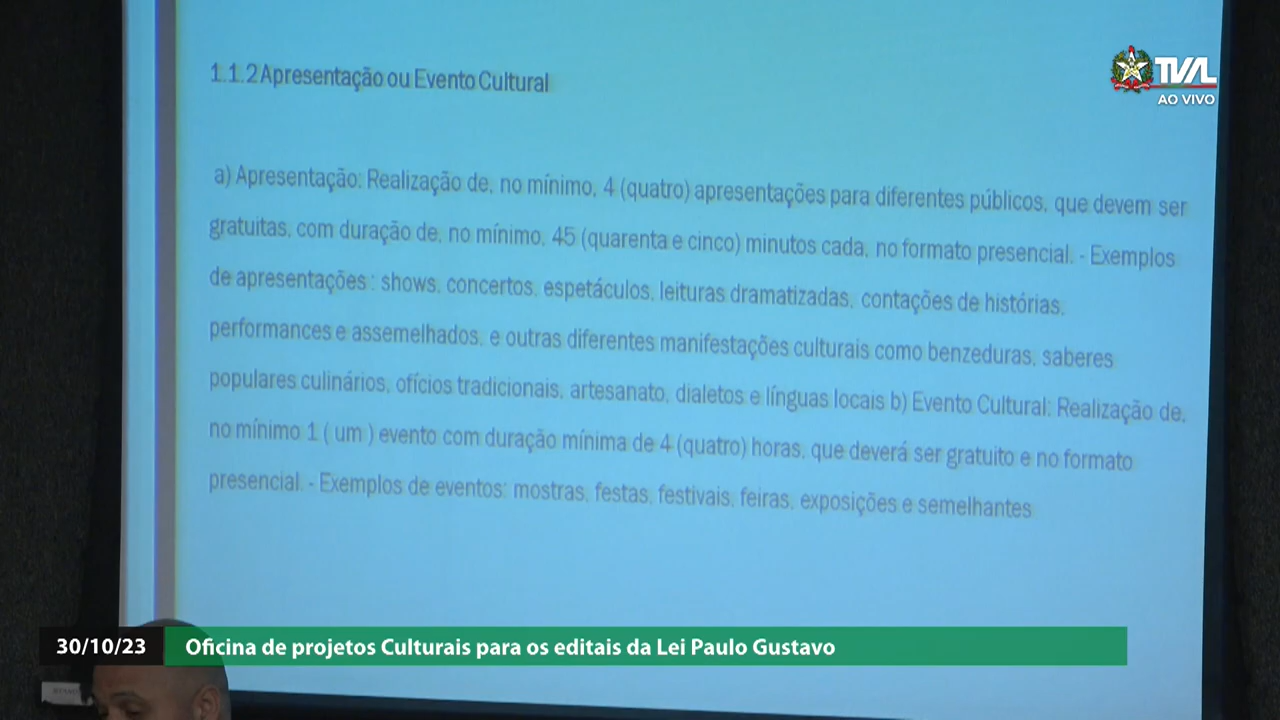 1.1.2 Apresentação ou Evento Cultural
TVAL
AO VIVO
a) Apresentação: Realização de, no mínimo, 4 (quatro) apresentações para diferentes públicos, que devem ser
gratuitas, com duração de, no mínimo, 45 (quarenta e cinco) minutos cada, no formato presencial. - Exemplos
de apresentações : shows, concertos, espetáculos, leituras dramatizadas, contações de histórias,
performances e assemelhados, e outras diferentes manifestações culturais como benzeduras, saberes
populares culinários, ofícios tradicionais, artesanato, dialetos e línguas locais b) Evento Cultural: Realização de,
no mínimo 1 ( um ) evento com duração mínima de 4 (quatro) horas, que deverá ser gratuito e no formato
presencial. - Exemplos de eventos: mostras, festas, festivais, feiras, exposições e semelhantes
30/10/23
Oficina de projetos Culturais para os editais da Lei Paulo Gustavo